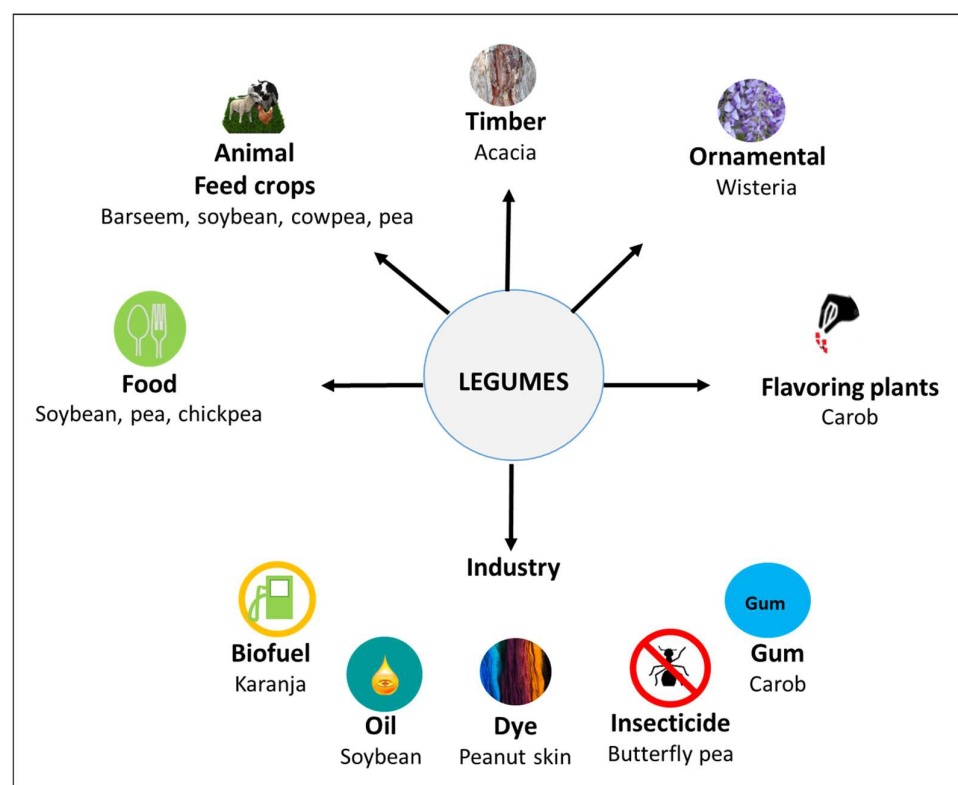 Timber
Acacia
Animal
Feed crops
Barseem, soybean, cowpea, pea
Ornamental
Wisteria
Food
Soybean, pea, chickpea
LEGUMES
Flavoring plants
Carob
Industry
Biofuel
Karanja
Oil
Soybean
Dye
Peanut skin
Insecticide
Butterfly pea
Gum
Gum
Carob